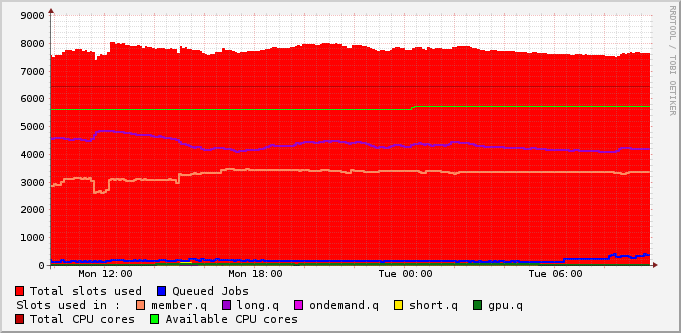 9000
8000
7000
6000
5000
4000
3000
2000
1000
0
Mon 12:00 Mon 18:00 Tue 00:00 Tue 06:00
Total slots used Queued Jobs
Slots used in : member.q long.q ondemand.q short.q gpu.q
Total CPU cores Available CPU cores
RRDTOOL / TOBI OETIKER